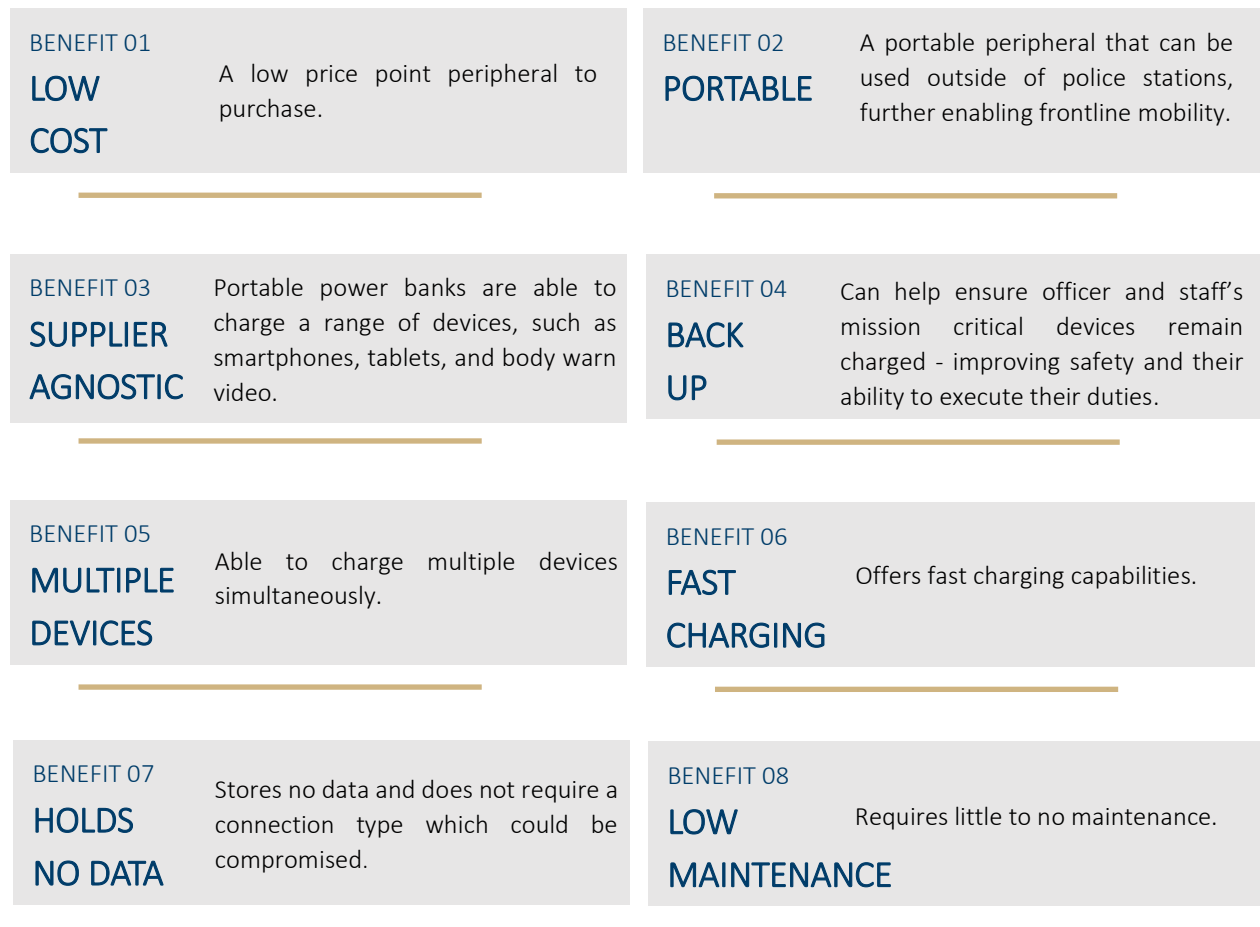 BENEFIT 01
LOW
COST
A low price point peripheral to
purchase.
BENEFIT 02
PORTABLE
A portable peripheral that can be
used outside of police stations,
further enabling frontline mobility.
BENEFIT 03
SUPPLIER
AGNOSTIC
Portable power banks are able to
charge a range of devices, such as
smartphones, tablets, and body warn
video.
BENEFIT 04
BACK
UP
Can help ensure officer and staff’s
mission critical devices remain
charged - improving safety and their
ability to execute their duties.
BENEFIT 05
MULTIPLE
DEVICES
Able to charge multiple devices
simultaneously.
BENEFIT 06
FAST
CHARGING
Offers fast charging capabilities.
BENEFIT 07
HOLDS
NO DATA
Stores no data and does not require a
connection type which could be
compromised.
BENEFIT 08
LOW
MAINTENANCE
Requires little to no maintenance.